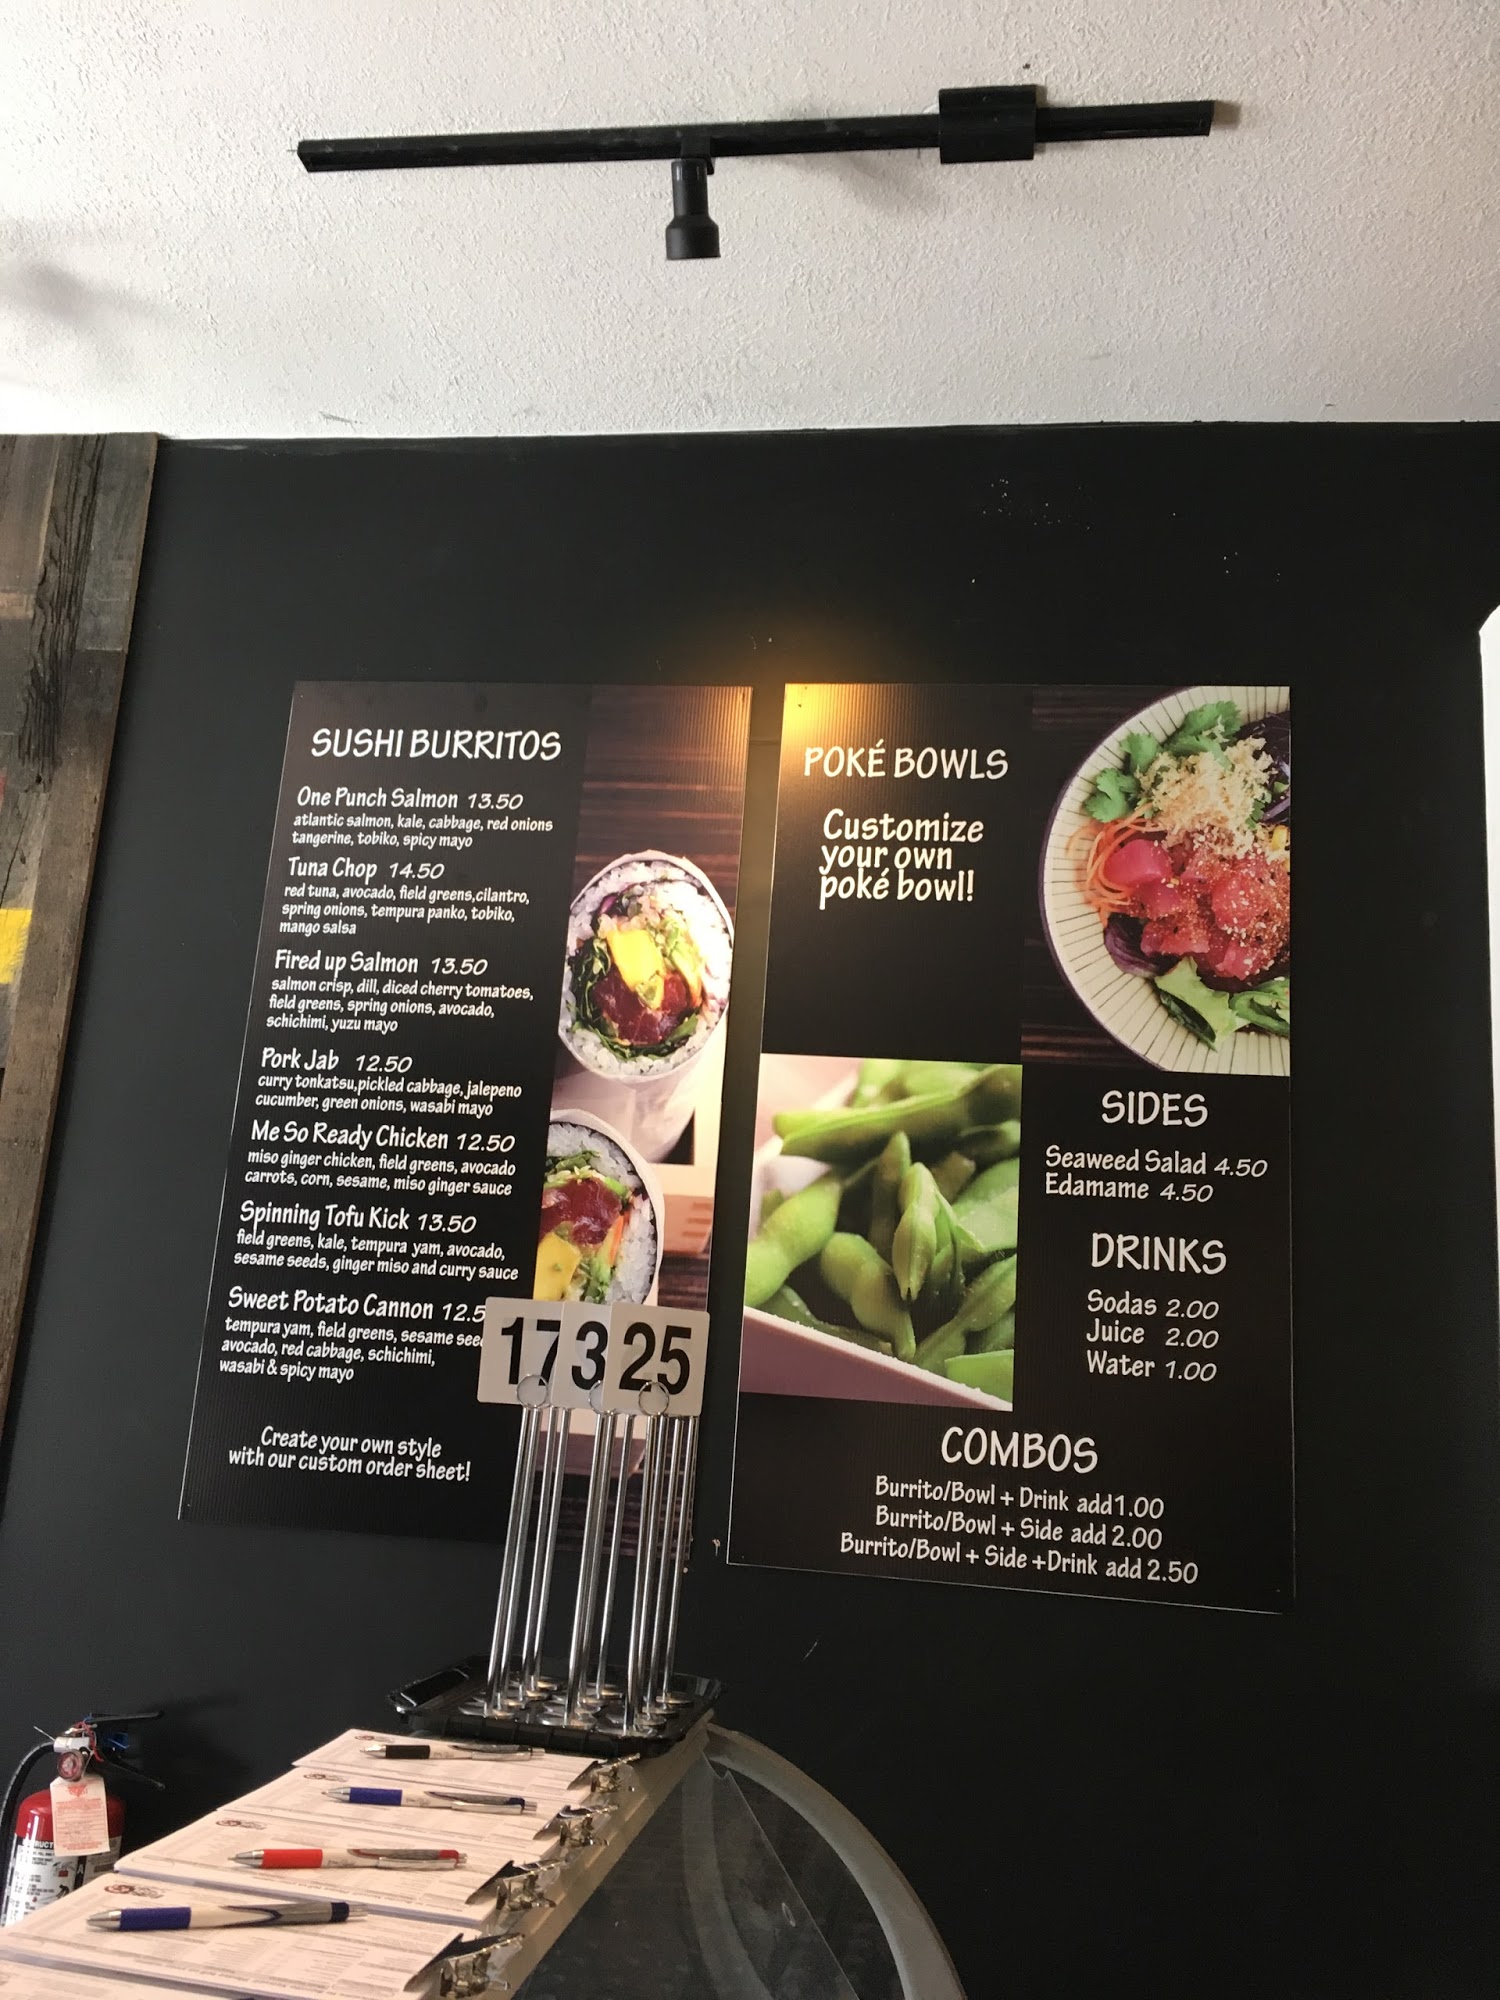 SUSHI BURRITOS
One Punch Salmon 13.50
atlantic salmon, kale, cabbage, red onions
tangerine, tobiko, spicy mayo
Tuna Chop 14.50
red tuna, avocado, field greens,cilantro,
spring onions, tempura panko, tobiko,
mango salsa
Fired up Salmon 13.50
salmon crisp, dill, diced cherry tomatoes,
field greens, spring onions, avocado,
schichimi, yuzu mayo
Pork Jab 12.50
curry tonkatsu,pickled cabbage, jalepeno
cucumber, green onions, wasabi mayo
Me So Ready Chicken 12.50
miso ginger chicken, field greens, avocado
carrots, corn, sesame, miso ginger sauce
Spinning Tofu Kick 13.50
field greens, kale, tempura yam, avocado,
sesame seeds, ginger miso and curry sauce
Sweet Potato Cannon 12.5
tempura yam, field greens, sesame
avocado, red cabbage, schichimi,
wasabi & spicy mayo
Create your own style
with our custom order sheet!
POKÉ BOWLS
Customize
your own
poké bowl!
SIDES
Seaweed Salad 4.50
Edamame 4.50
DRINKS
Sodas 2.00
Juice 2.00
Water 1.00
COMBOS
Burrito/Bowl + Drink add1.00
Burrito/Bowl + Side add 2.00
Burrito/Bowl + Side +Drink add 2.50
17 3 25